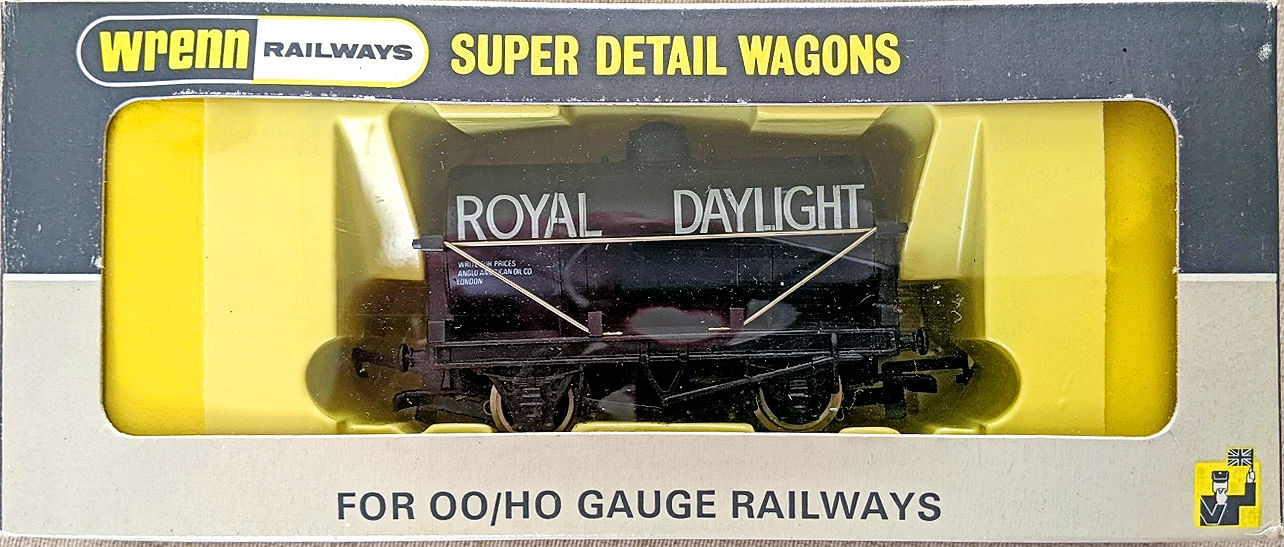 wrenn RAILWAYS SUPER DETAIL WAGONS
ROYAL DAYLIGHT
WRITE FOR PRICES
ANGLO AMERICAN OIL CO
LONDON
FOR OO/HO GAUGE RAILWAYS